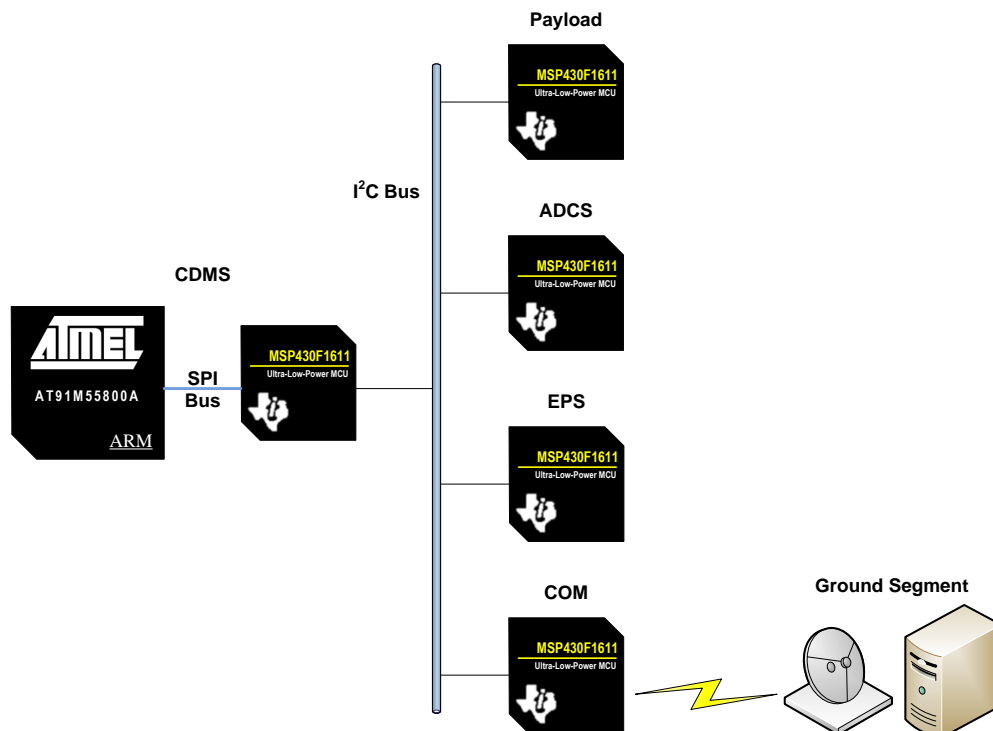 Payload
MSP430F1611
Ultra-Low-Power MCU
I²C Bus
ADCS
MSP430F1611
Ultra-Low-Power MCU
CDMS
ATMEL
AT91M55800A
ARM
SPI
Bus
MSP430F1611
Ultra-Low-Power MCU
EPS
MSP430F1611
Ultra-Low-Power MCU
COM
MSP430F1611
Ultra-Low-Power MCU
Ground Segment